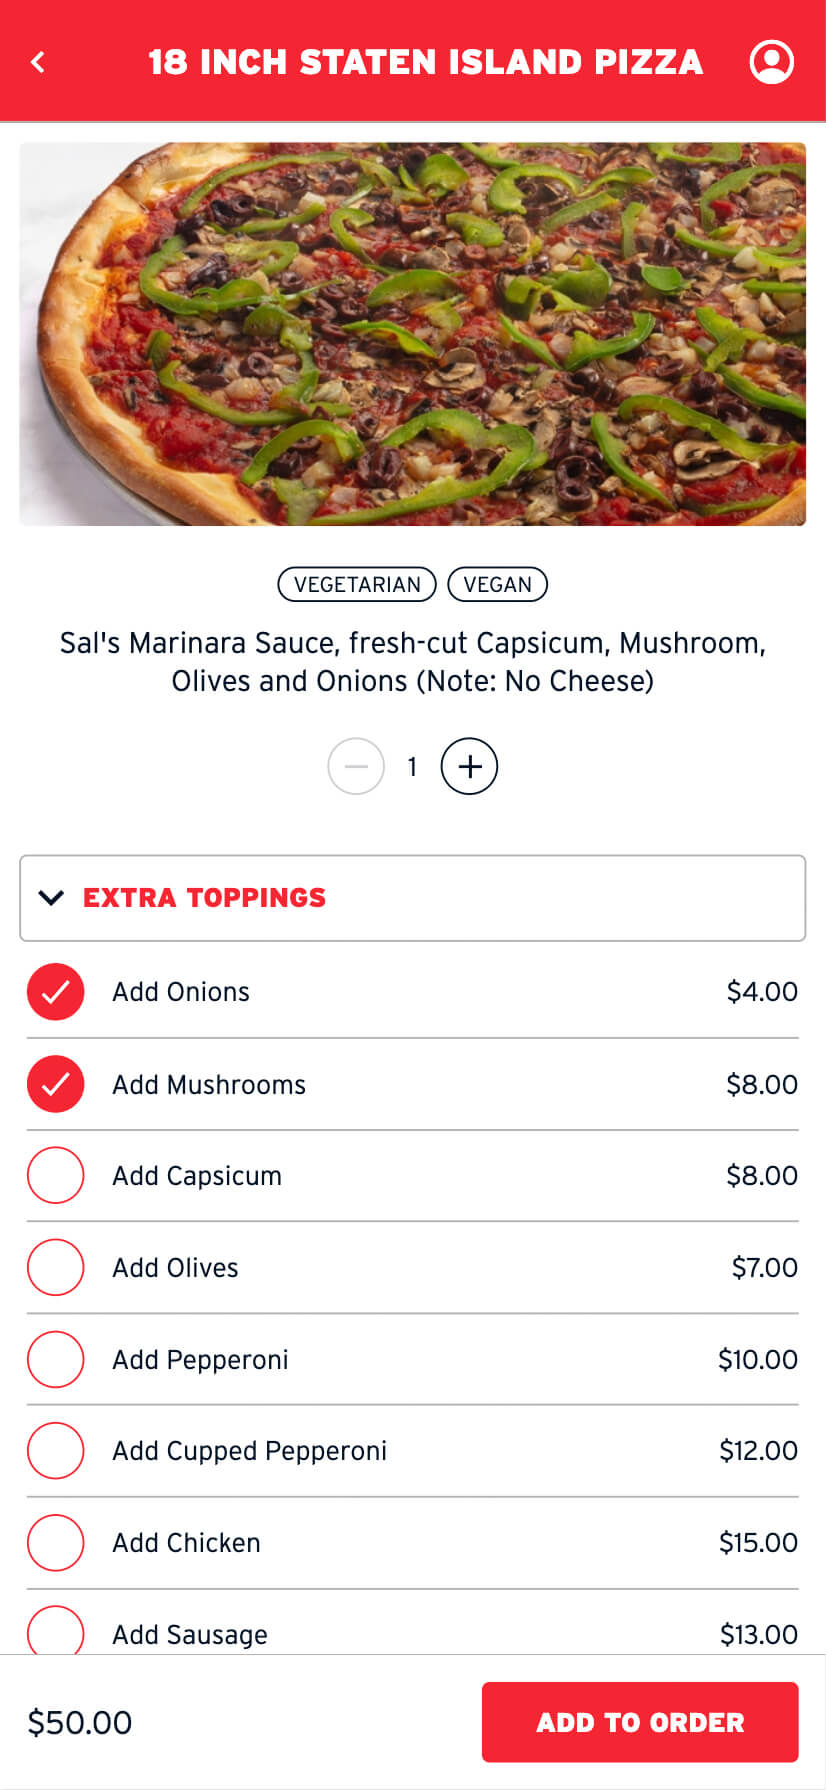 18 INCH STATEN ISLAND PIZZA
VEGETARIAN VEGAN
Sal's Marinara Sauce, fresh-cut Capsicum, Mushroom,
Olives and Onions (Note: No Cheese)
1
EXTRA TOPPINGS
Add Onions $4.00
Add Mushrooms $8.00
Add Capsicum $8.00
Add Olives $7.00
Add Pepperoni $10.00
Add Cupped Pepperoni $12.00
Add Chicken $15.00
Add Sausage $13.00
$50.00 ADD TO ORDER